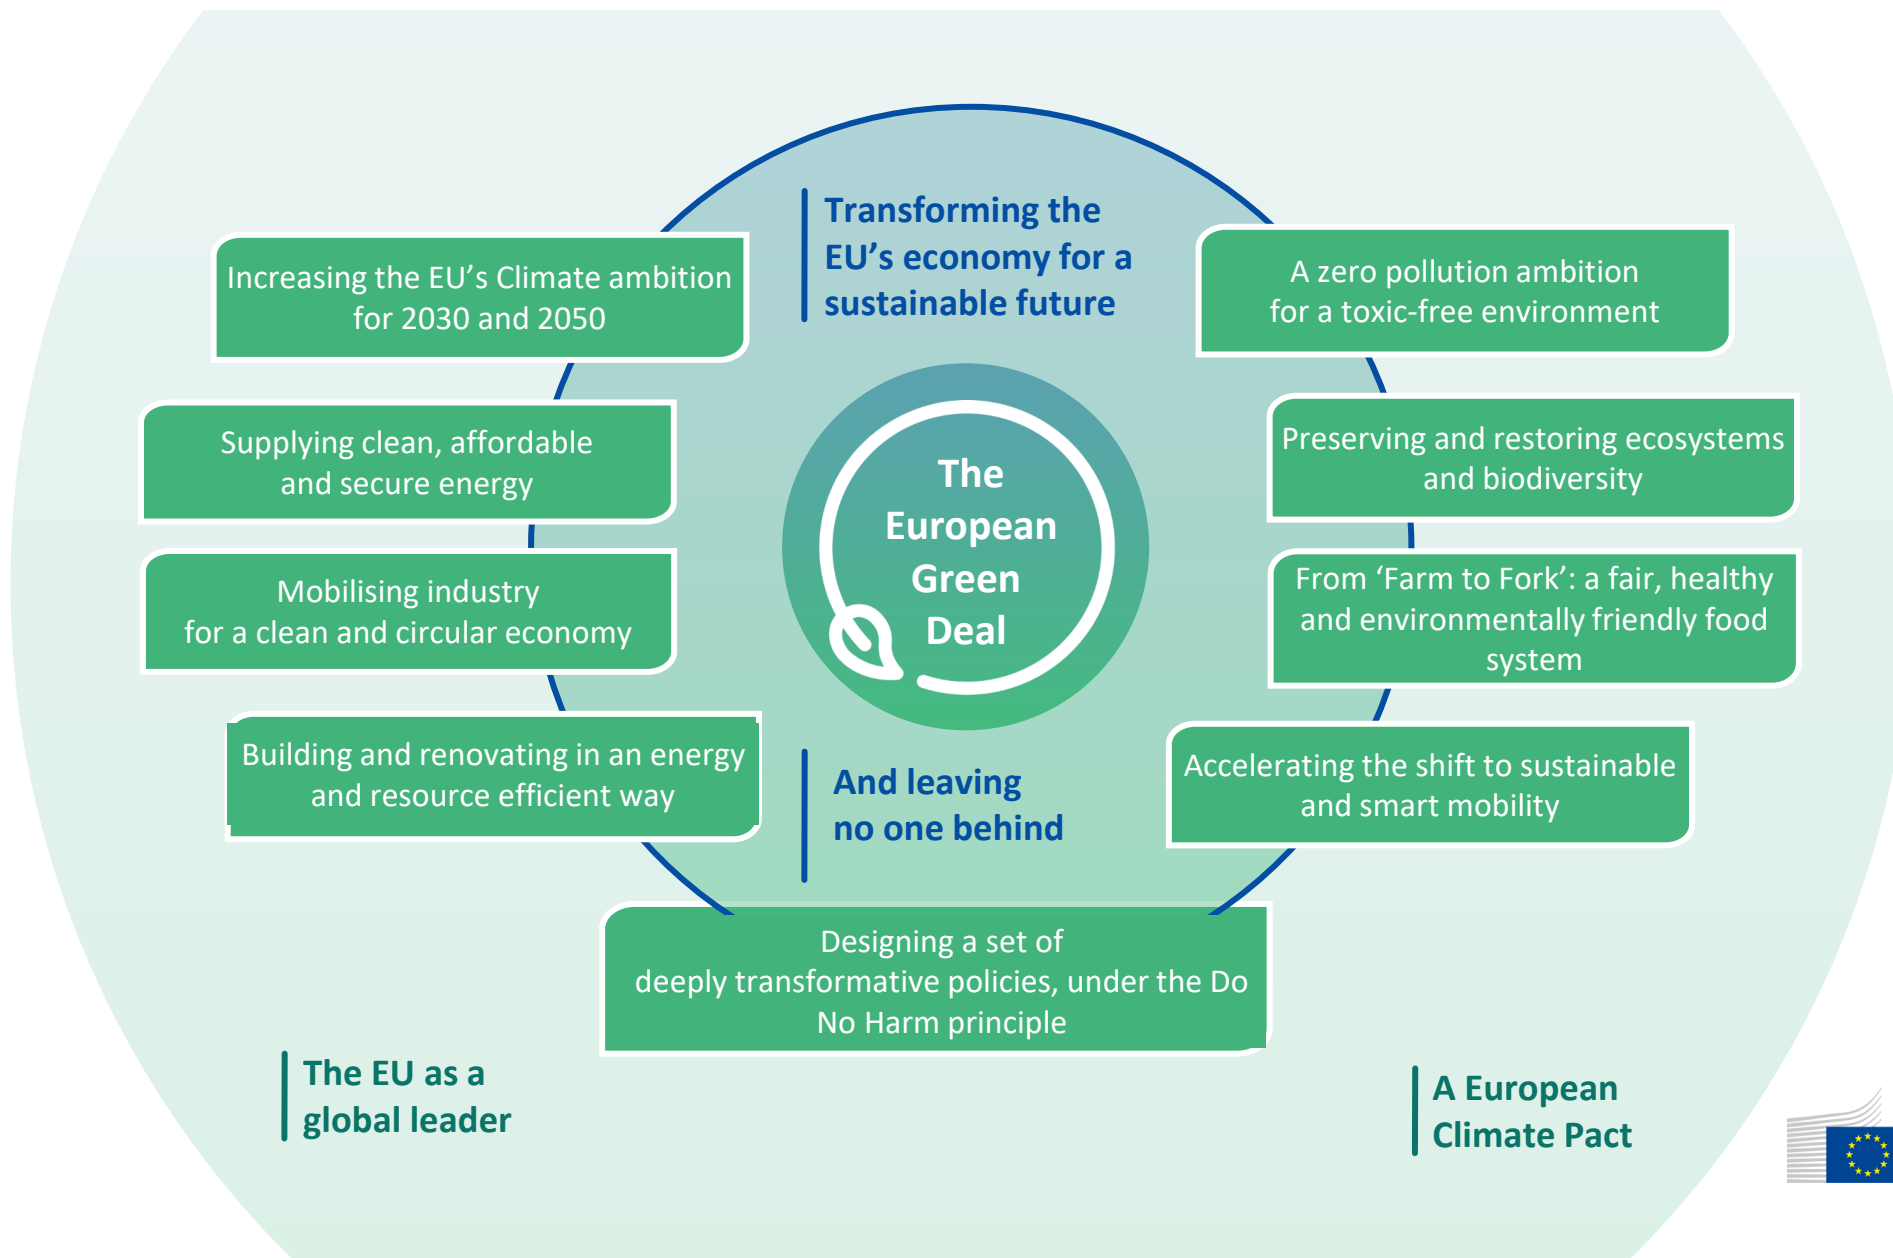 Transforming the
EU’s economy for a
sustainable future
Increasing the EU’s Climate ambition
for 2030 and 2050
Supplying clean, affordable
and secure energy
Mobilising industry
for a clean and circular economy
Building and renovating in an energy
and resource efficient way
The
European
Green
Deal
A zero pollution ambition
for a toxic-free environment
Preserving and restoring ecosystems
and biodiversity
From ‘Farm to Fork’: a fair, healthy
and environmentally friendly food
system
Accelerating the shift to sustainable
and smart mobility
And leaving
no one behind
Designing a set of
deeply transformative policies, under the Do
No Harm principle
The EU as a
global leader
A European
Climate Pact